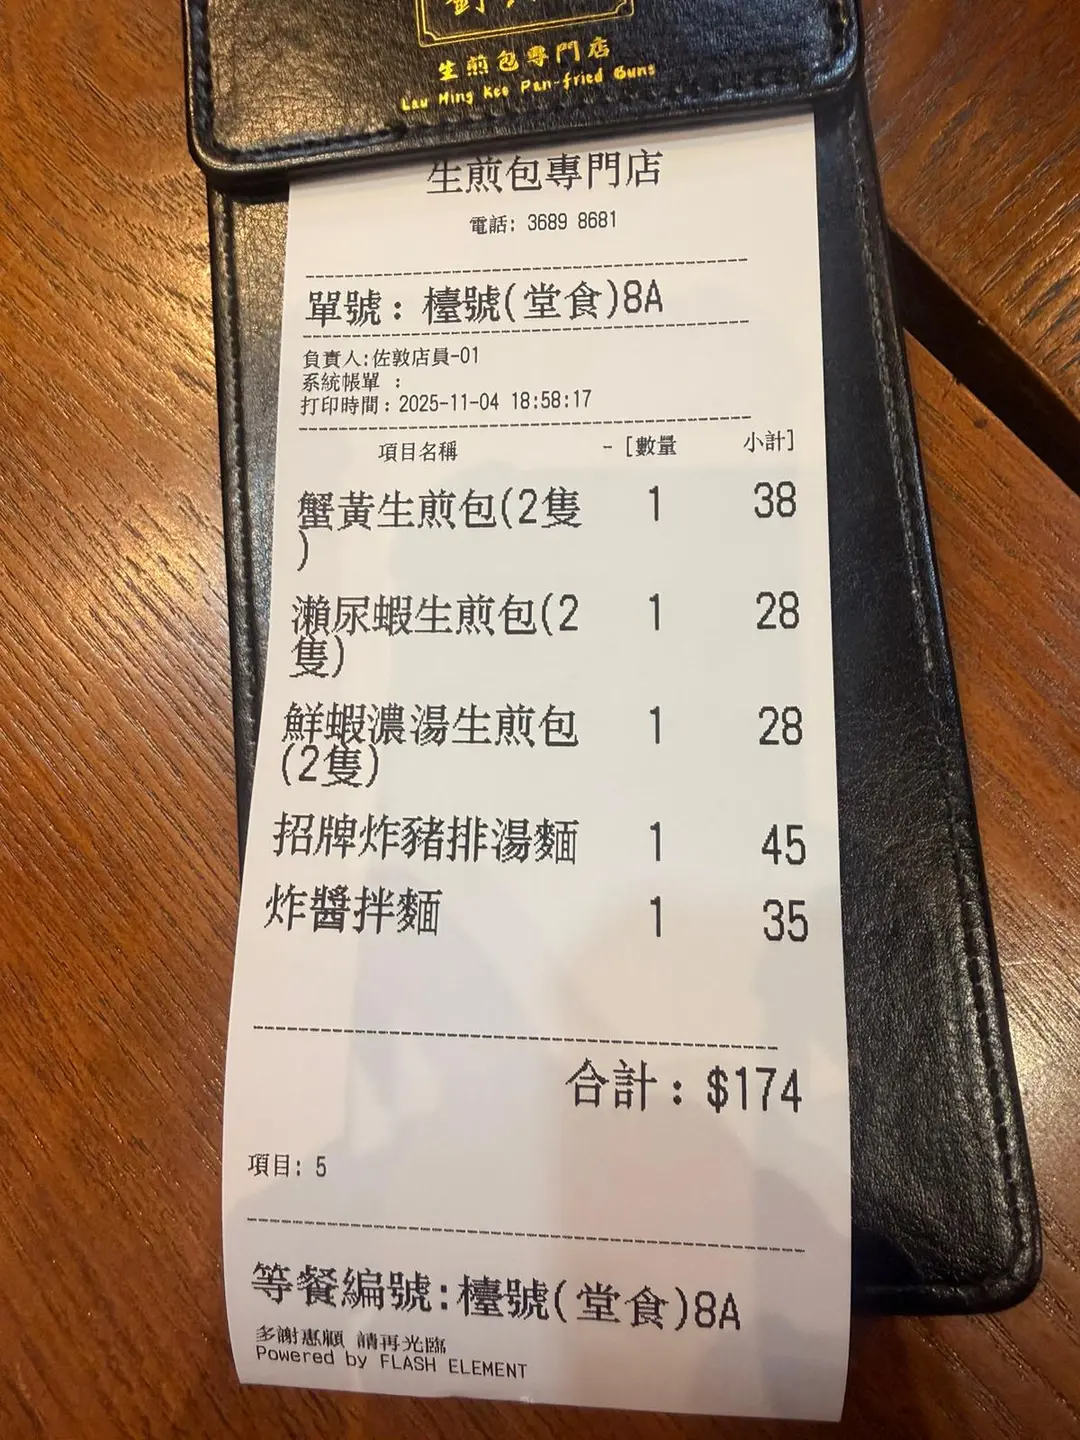 生煎包專門店
Lau Ming Kee Pan-fried Buns
生煎包專門店
電話: 3689 8681
單號：檯號(堂食)8A
負責人:佐敦店員-01
系統帳單 :
打印時間：2025-11-04 18:58:17
項目名稱 - [數量 小計]
蟹黃生煎包(2隻 1 38
)
瀨尿蝦生煎包(2 1 28
隻)
鮮蝦濃湯生煎包 1 28
(2隻)
招牌炸豬排湯麵 1 45
炸醬拌麵 1 35
合計：$174
項目: 5
等餐編號:檯號(堂食)8A
多謝惠顧 請再光臨
Powered by FLASH ELEMENT